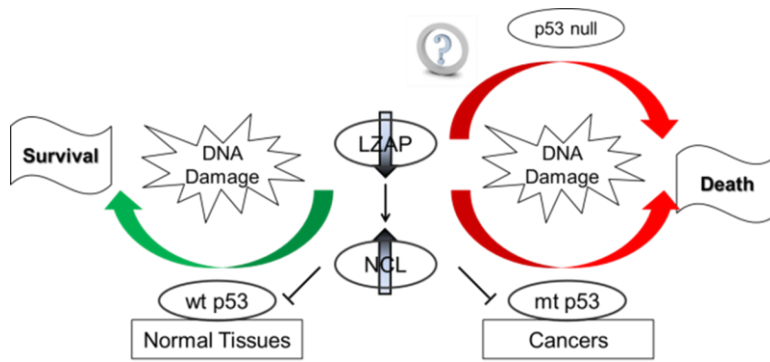 p53 null
?
Survival
DNA
Damage
LZAP
DNA
Damage
Death
NCL
wt p53
mt p53
Normal Tissues
Cancers